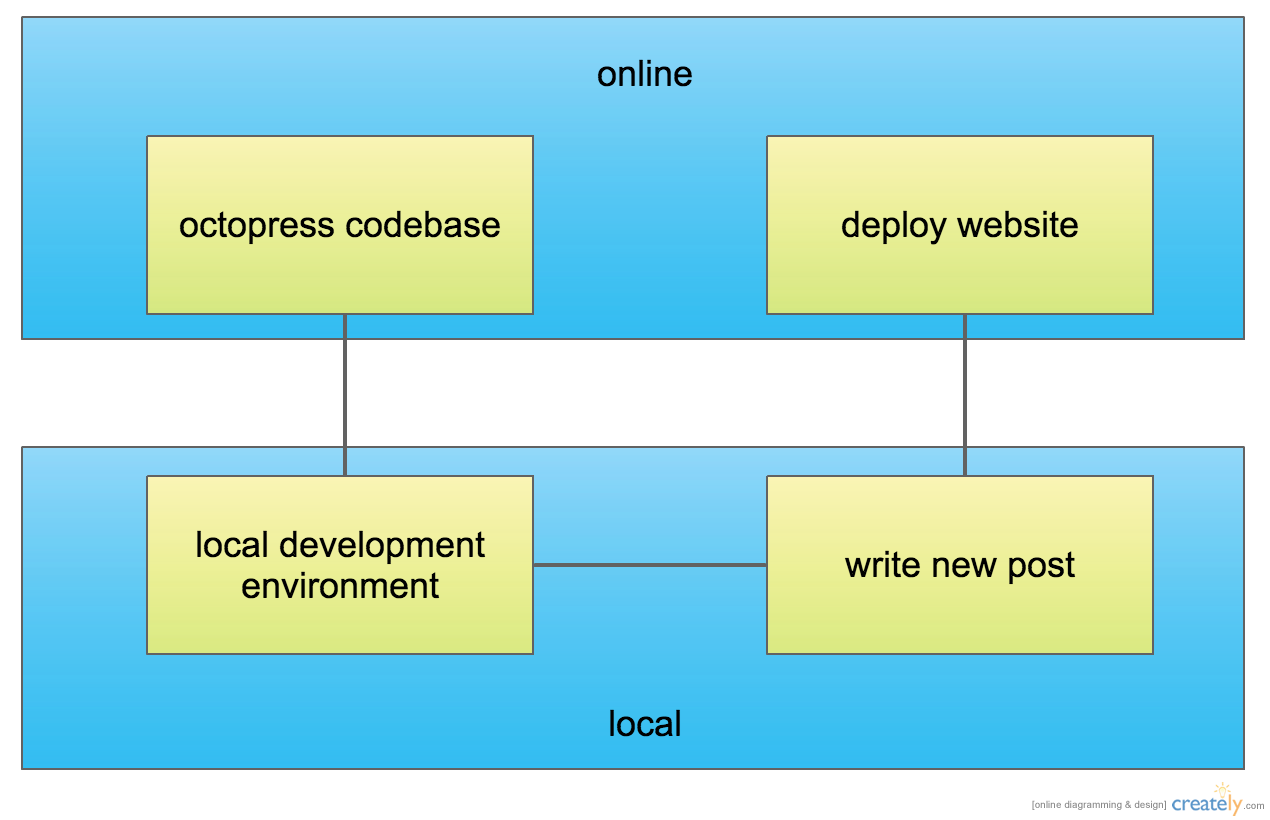 online
octopress codebase
deploy website
local development
environment
write new post
local
[online diagramming & design] creately.com